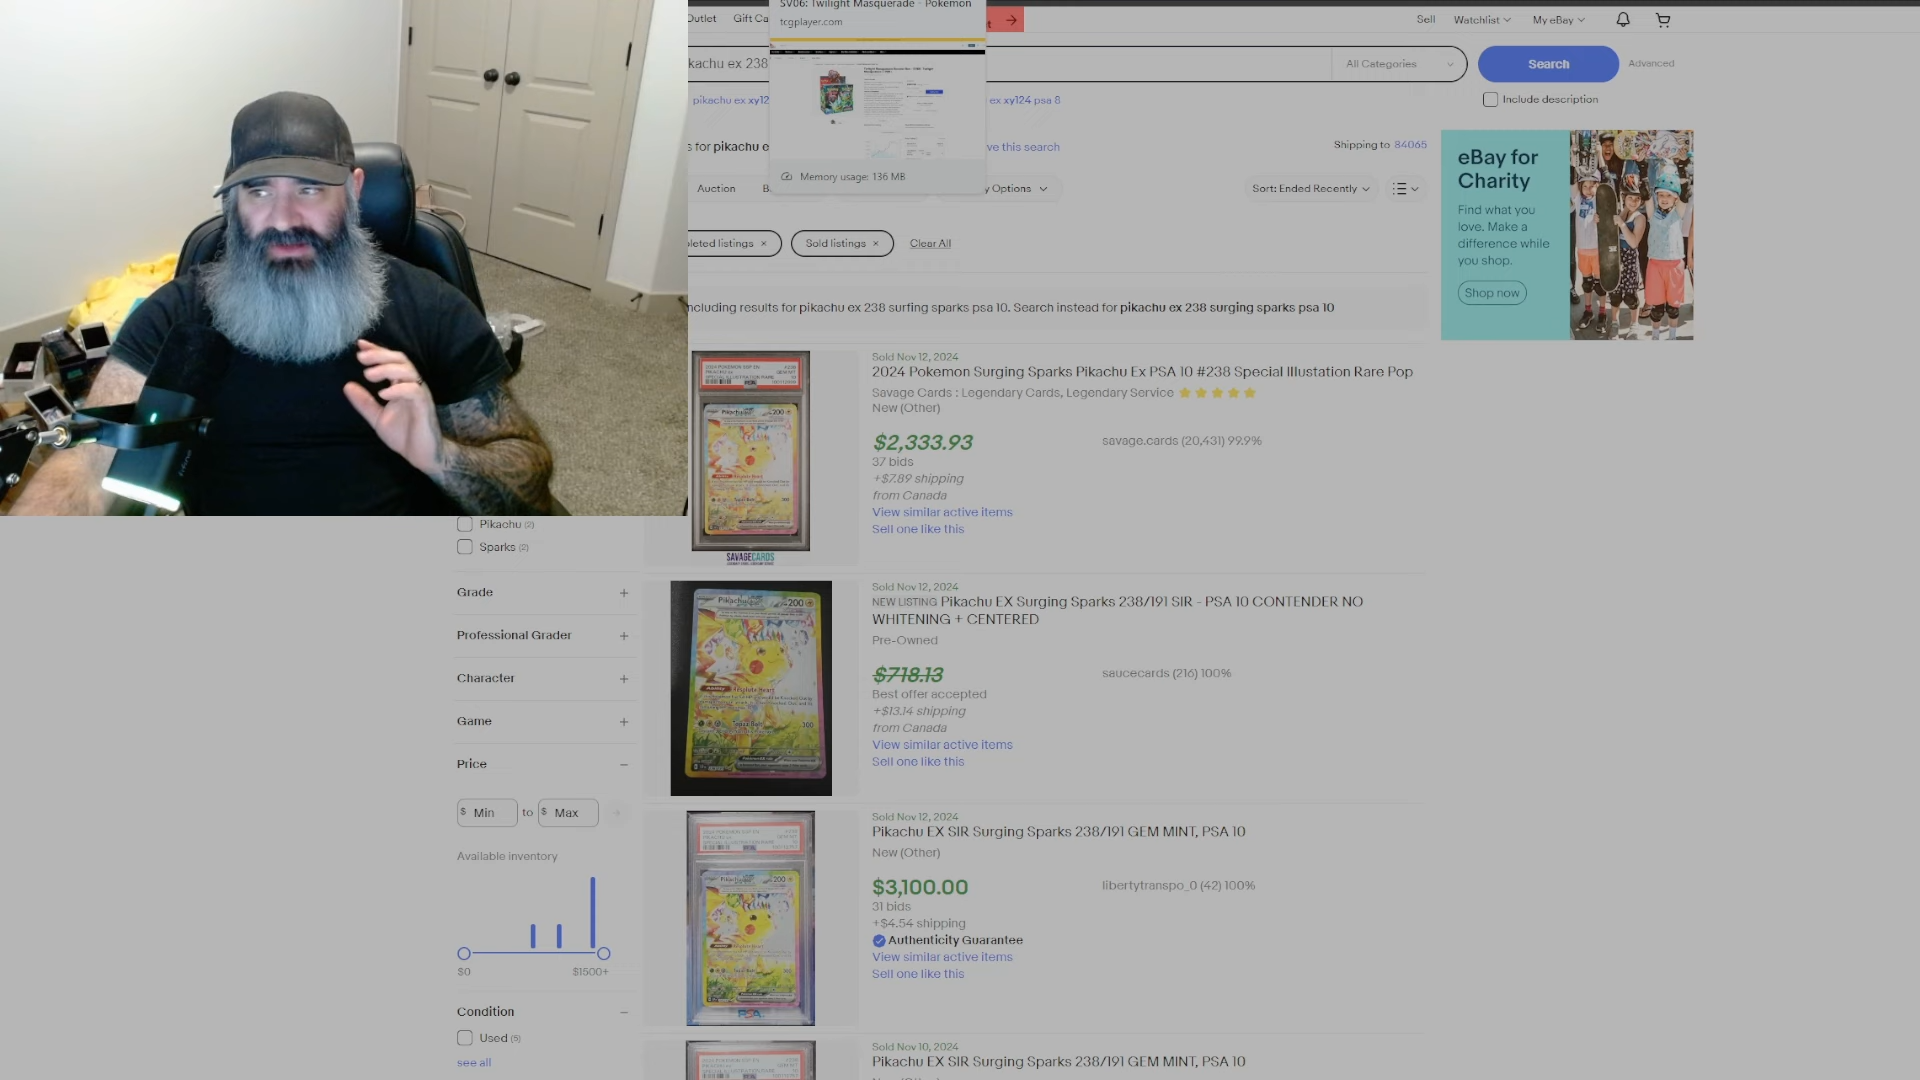 SV06: Twilight Masquerade - Pokemon
tcgplayer.com
Memory usage: 136 MB
Outlet
Gift Ca
Sell
Watchlist
My eBay
kachu ex 238
All Categories
Search
Advanced
pikachu ex xy12
ex xy124 psa 8
Include description
s for pikachu e
ve this search
Shipping to 84065
Auction
B
y Options
Sort: Ended Recently
leted listings ×
Sold listings ×
Clear All
ncluding results for pikachu ex 238 surfing sparks psa 10. Search instead for pikachu ex 238 surging sparks psa 10
eBay for
Charity
Find what you
love. Make a
difference while
you shop.
Shop now
Pikachu (2)
Sparks (2)
Grade
Professional Grader
Character
Game
Price
$ Min to $ Max
Available inventory
$0
$1500+
Condition
Used (5)
see all
Sold Nov 12, 2024
2024 Pokemon Surging Sparks Pikachu Ex PSA 10 #238 Special Illustation Rare Pop
Savage Cards : Legendary Cards, Legendary Service
New (Other)
$2,333.93
savage.cards (20,431) 99.9%
37 bids
+$7.89 shipping
from Canada
View similar active items
Sell one like this
SAVAGECARDS
Sold Nov 12, 2024
NEW LISTING Pikachu EX Surging Sparks 238/191 SIR - PSA 10 CONTENDER NO
WHITENING + CENTERED
Pre-Owned
$718.13
saucecards (216) 100%
Best offer accepted
+$13.14 shipping
from Canada
View similar active items
Sell one like this
Sold Nov 12, 2024
Pikachu EX SIR Surging Sparks 238/191 GEM MINT, PSA 10
New (Other)
$3,100.00
libertytranspo_0 (42) 100%
31 bids
+$4.54 shipping
Authenticity Guarantee
View similar active items
Sell one like this
Sold Nov 10, 2024
Pikachu EX SIR Surging Sparks 238/191 GEM MINT, PSA 10